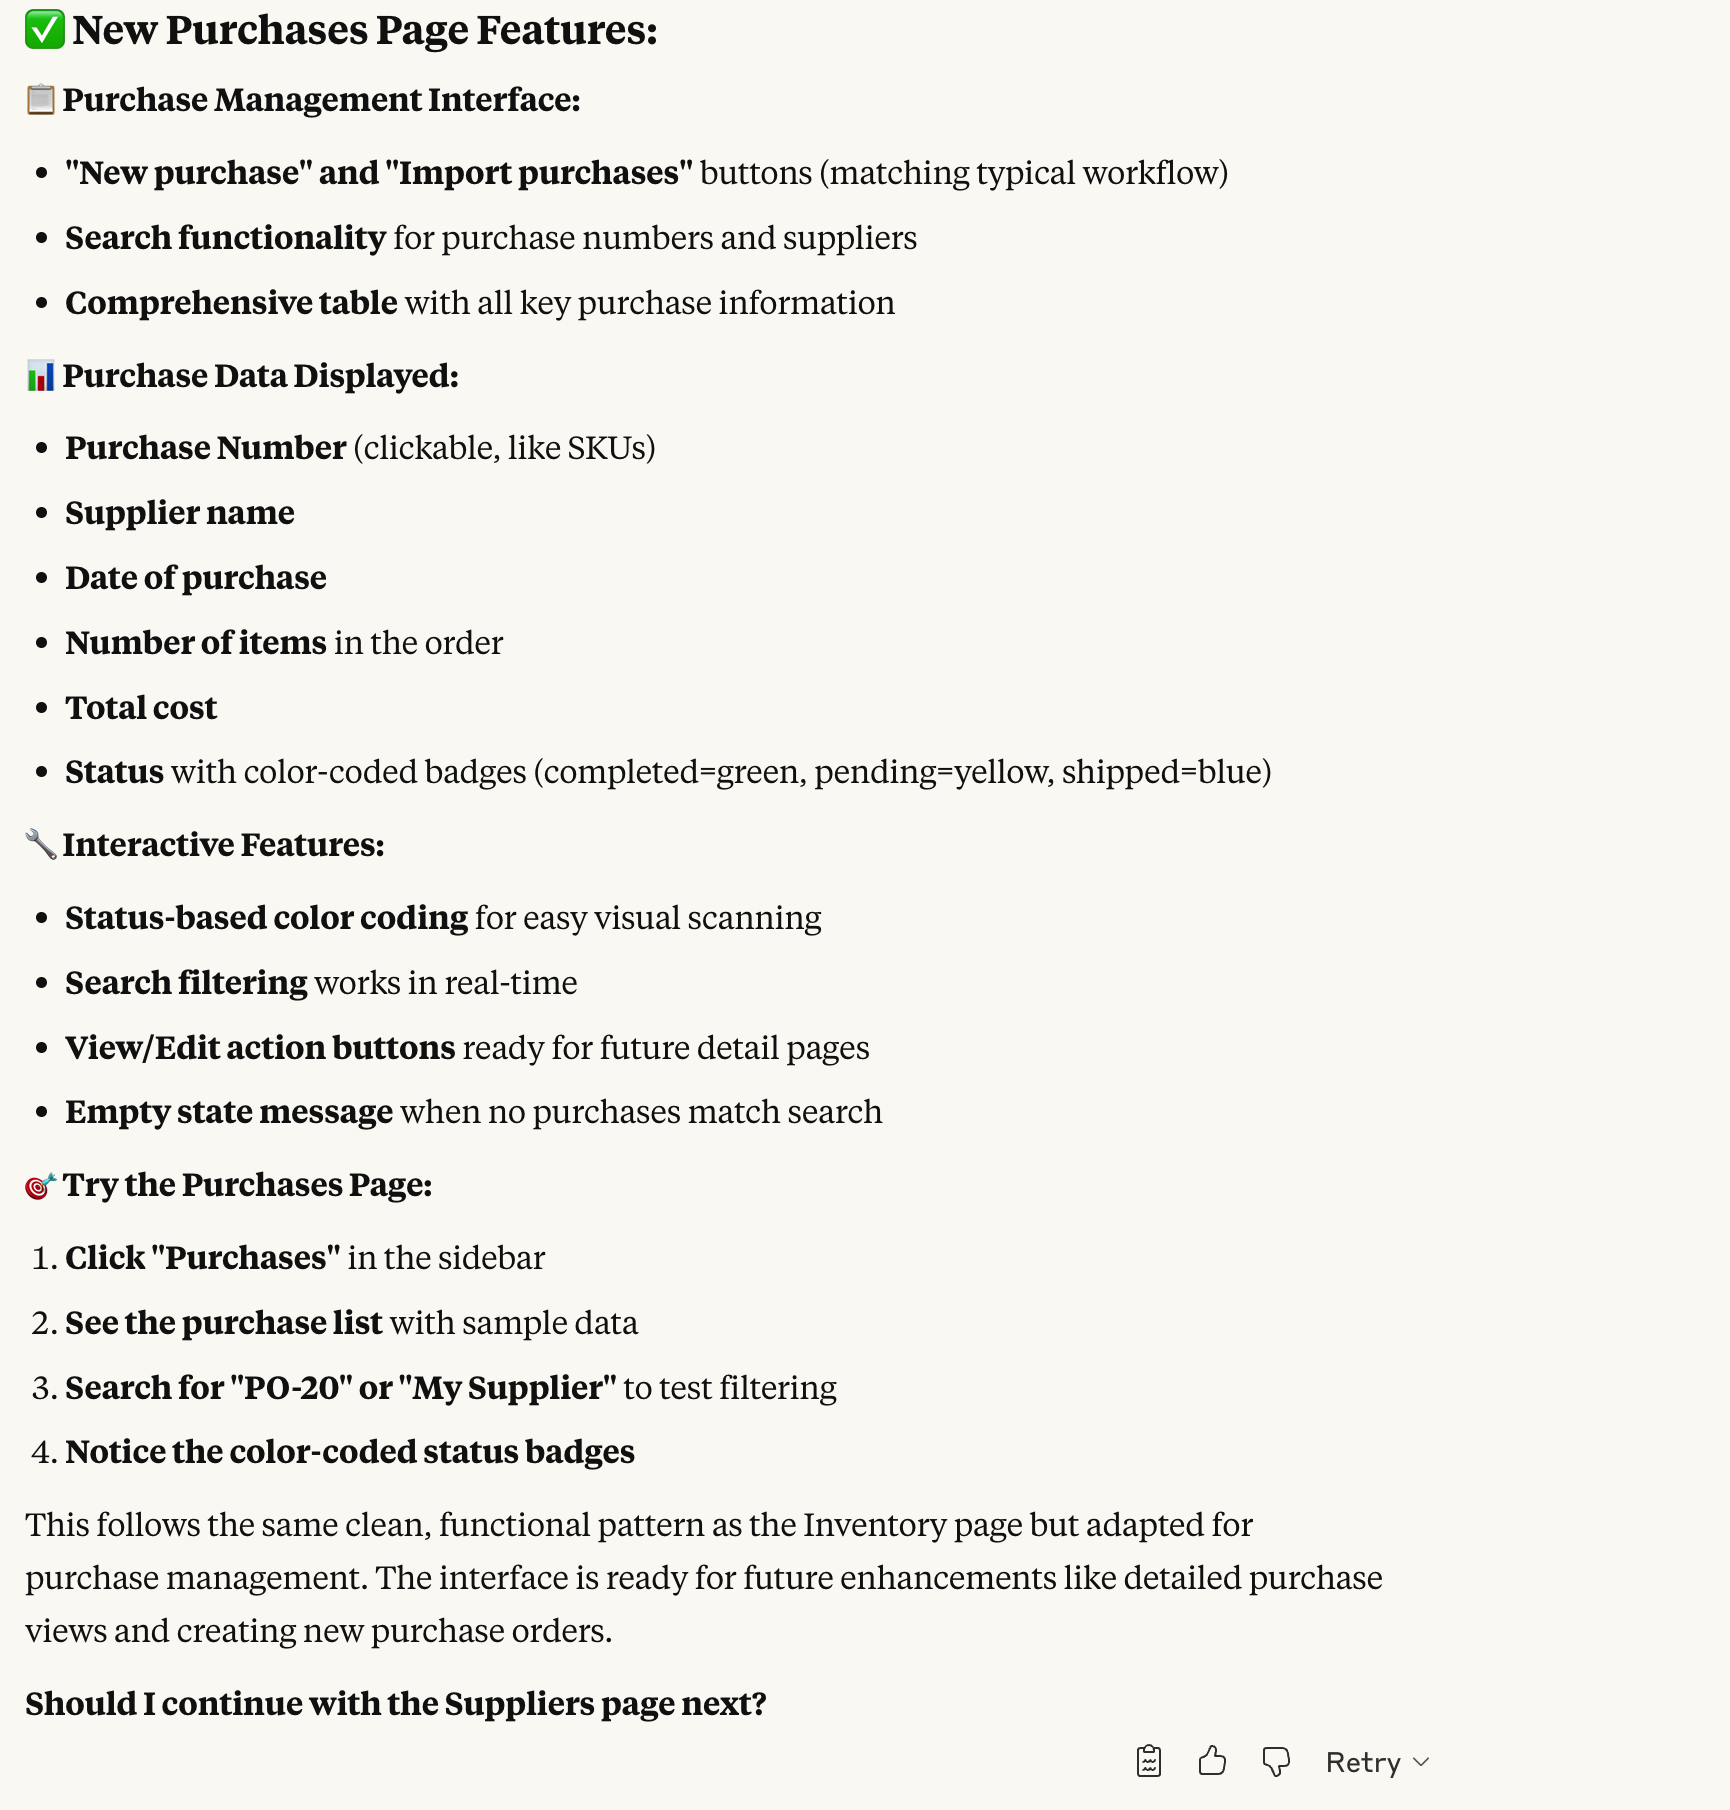 ✅ New Purchases Page Features:
📋 Purchase Management Interface:
• "New purchase" and "Import purchases" buttons (matching typical workflow)
• Search functionality for purchase numbers and suppliers
• Comprehensive table with all key purchase information
📊 Purchase Data Displayed:
• Purchase Number (clickable, like SKUs)
• Supplier name
• Date of purchase
• Number of items in the order
• Total cost
• Status with color-coded badges (completed=green, pending=yellow, shipped=blue)
🔧 Interactive Features:
• Status-based color coding for easy visual scanning
• Search filtering works in real-time
• View/Edit action buttons ready for future detail pages
• Empty state message when no purchases match search
🎯 Try the Purchases Page:
1. Click "Purchases" in the sidebar
2. See the purchase list with sample data
3. Search for "PO-20" or "My Supplier" to test filtering
4. Notice the color-coded status badges
This follows the same clean, functional pattern as the Inventory page but adapted for
purchase management. The interface is ready for future enhancements like detailed purchase
views and creating new purchase orders.
Should I continue with the Suppliers page next?
Retry